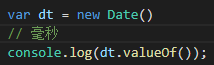 var dt = new Date()
// 毫秒
console.log(dt.valueOf());